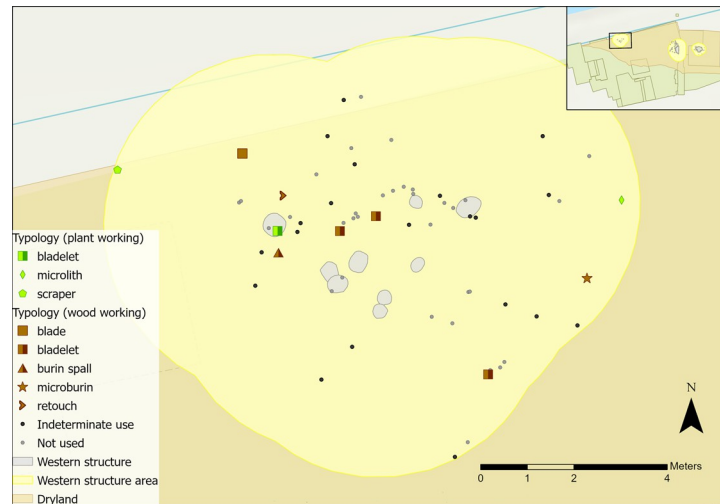 Typology (plant working)
bladelet
microlith
scraper
Typology (wood working)
blade
bladelet
burin spall
microburin
retouch
Indeterminate use
Not used
Western structure
Western structure area
Dryland
N
Meters
0 1 2 4